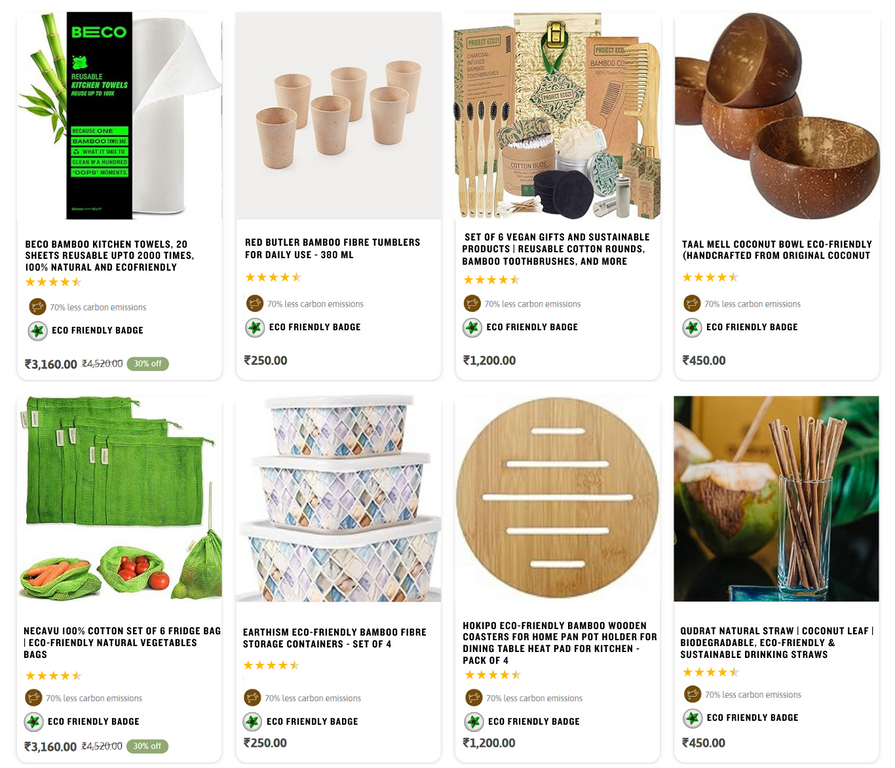 BECO
REUSABLE
KITCHEN TOWELS
REUSE UP TO 100X
BECAUSE ONE
BAMBOO
WHAT IT TAKES TO
CLEAN UP A HUNDRED
'OOPS' MOMENTS
PROJECT ECO21
CHARCOAL
INFUSED
BAMBOO
TOOTHBRUSHES
PROJECT ECO21
BAMBOO
PROJECT ECO21
COTTON BUDS
BECO BAMBOO KITCHEN TOWELS, 20
SHEETS REUSABLE UPTO 2000 TIMES,
100% NATURAL AND ECOFRIENDLY
70% less carbon emissions
ECO FRIENDLY BADGE
₹3,160.00 ₹4,520.00 30% off
RED BUTLER BAMBOO FIBRE TUMBLERS
FOR DAILY USE - 380 ML
70% less carbon emissions
ECO FRIENDLY BADGE
₹250.00
SET OF 6 VEGAN GIFTS AND SUSTAINABLE
PRODUCTS | REUSABLE COTTON ROUNDS,
BAMBOO TOOTHBRUSHES, AND MORE
70% less carbon emissions
ECO FRIENDLY BADGE
₹1,200.00
TAAL MELL COCONUT BOWL ECO-FRIENDLY
(HANDCRAFTED FROM ORIGINAL COCONUT
70% less carbon emissions
ECO FRIENDLY BADGE
₹450.00
NECAVU 100% COTTON SET OF 6 FRIDGE BAG
| ECO-FRIENDLY NATURAL VEGETABLES
BAGS
70% less carbon emissions
ECO FRIENDLY BADGE
₹3,160.00 ₹4,520.00 30% off
EARTHISM ECO-FRIENDLY BAMBOO FIBRE
STORAGE CONTAINERS - SET OF 4
70% less carbon emissions
ECO FRIENDLY BADGE
₹250.00
HOKIPO ECO-FRIENDLY BAMBOO WOODEN
COASTERS FOR HOME PAN POT HOLDER FOR
DINING TABLE HEAT PAD FOR KITCHEN -
PACK OF 4
70% less carbon emissions
ECO FRIENDLY BADGE
₹1,200.00
QUDRAT NATURAL STRAW | COCONUT LEAF |
BIODEGRADABLE, ECO-FRIENDLY &
SUSTAINABLE DRINKING STRAWS
70% less carbon emissions
ECO FRIENDLY BADGE
₹450.00